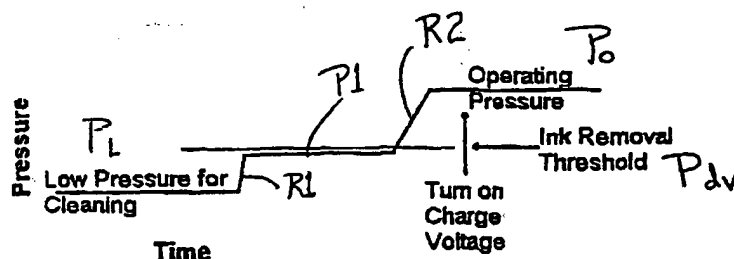 R2
P1
Po
Operating
Pressure
PL
Pressure
Ink Removal
Threshold
Pdv
Low Pressure for
Cleaning
R1
Turn on
Charge
Voltage
Time